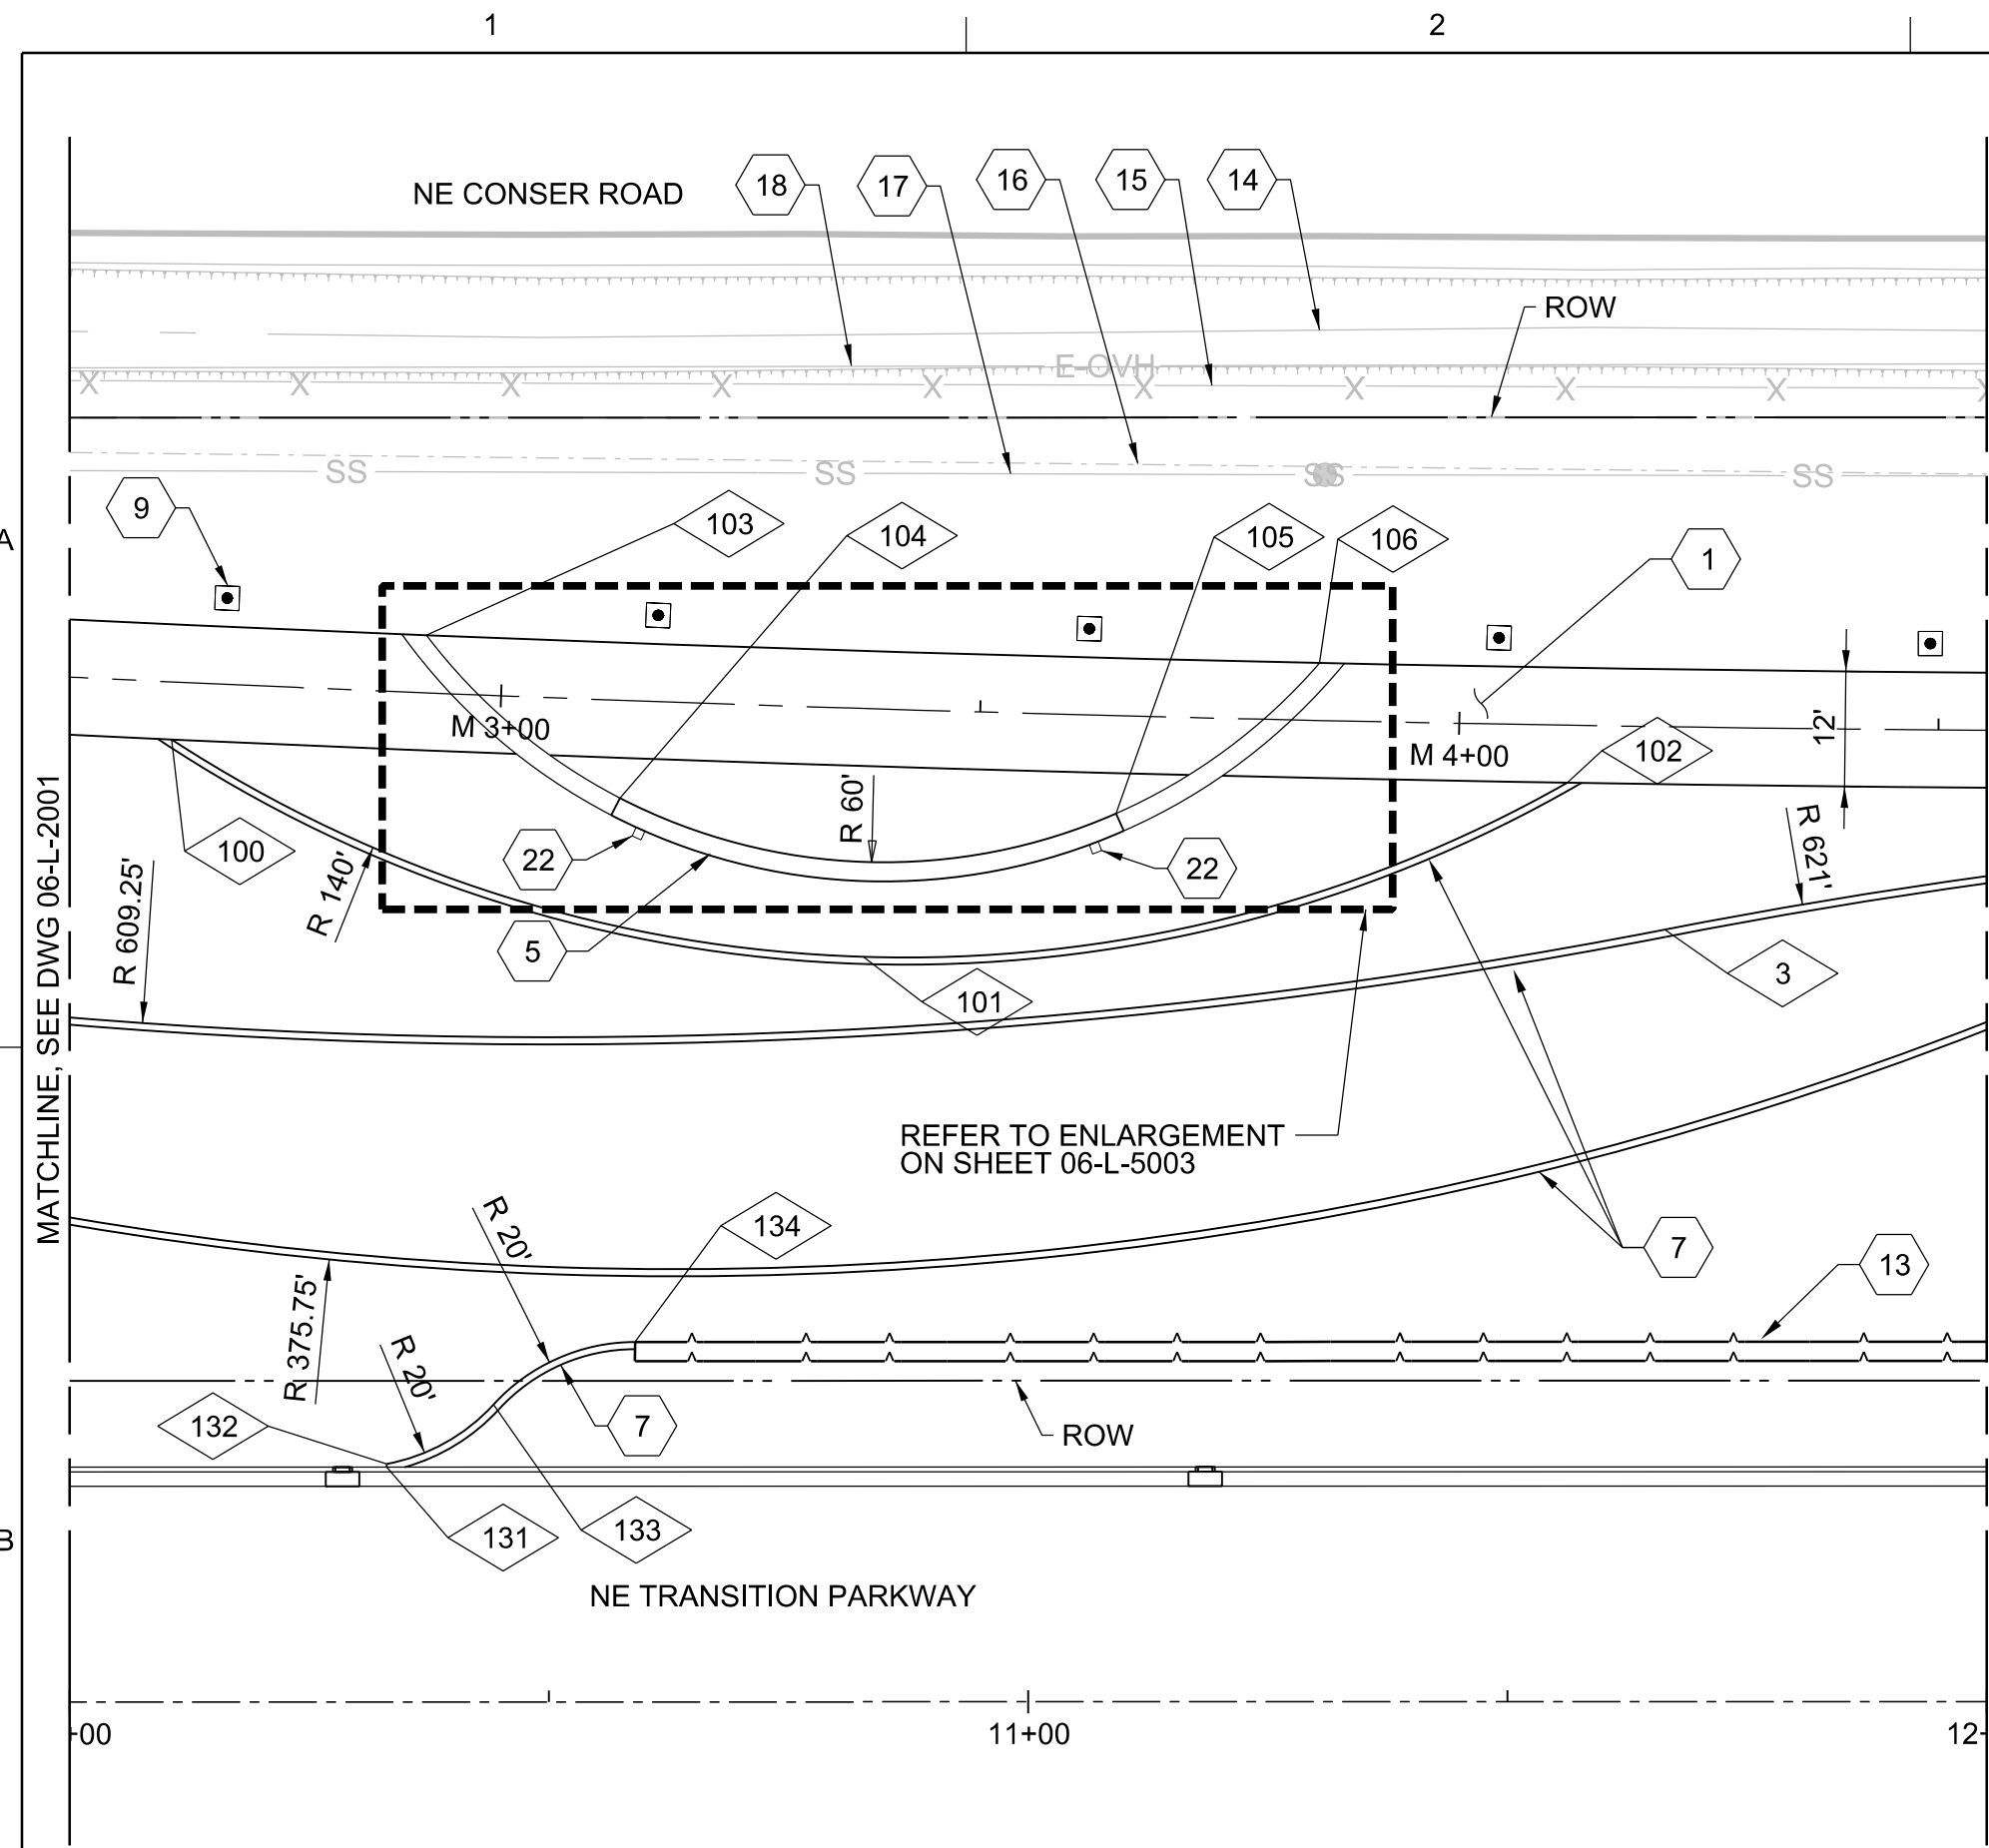 1
2
NE CONSER ROAD
18
17
16
15
14
ROW
E-OVH
X X X X X X X X X
SS SS SS SS SS
9
103
104
105
106
1
A
M 3+00
M 4+00
12'
102
100
R 140'
R 60'
22
22
R 621'
R 609.25'
5
101
3
MATCHLINE, SEE DWG 06-L-2001
REFER TO ENLARGEMENT
ON SHEET 06-L-5003
134
R 20'
7
13
R 375.75'
R 20'
132
7
ROW
131
133
B
NE TRANSITION PARKWAY
+00
11+00
12